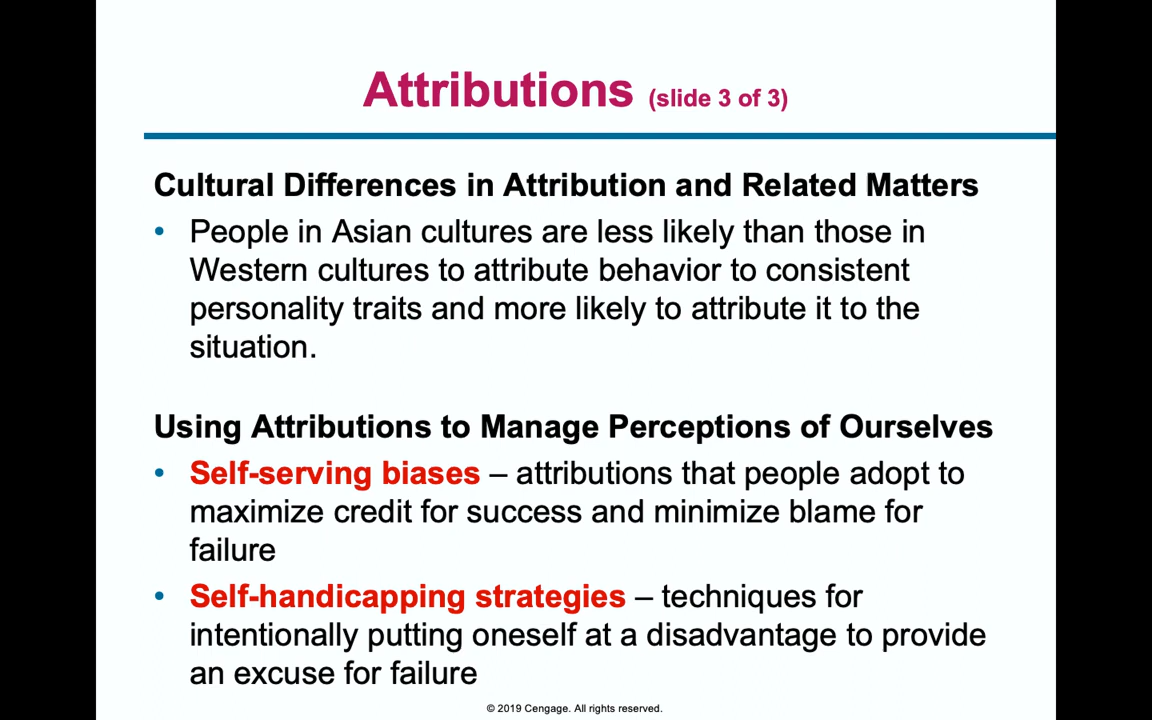 Attributions (slide 3 of 3)
Cultural Differences in Attribution and Related Matters
• People in Asian cultures are less likely than those in
Western cultures to attribute behavior to consistent
personality traits and more likely to attribute it to the
situation.
Using Attributions to Manage Perceptions of Ourselves
• Self-serving biases – attributions that people adopt to
maximize credit for success and minimize blame for
failure
• Self-handicapping strategies – techniques for
intentionally putting oneself at a disadvantage to provide
an excuse for failure
© 2019 Cengage. All rights reserved.